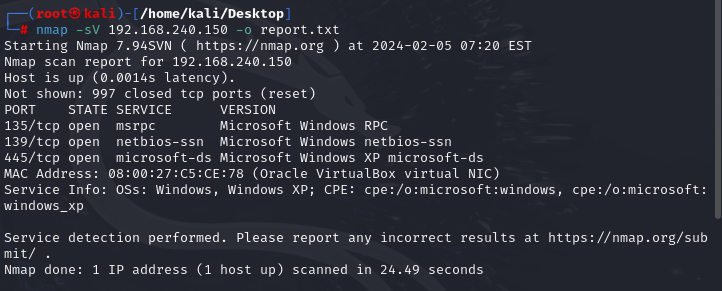 ┌──(root㉿kali)-[/home/kali/Desktop]
└─# nmap -sV 192.168.240.150 -o report.txt
Starting Nmap 7.94SVN ( https://nmap.org ) at 2024-02-05 07:20 EST
Nmap scan report for 192.168.240.150
Host is up (0.0014s latency).
Not shown: 997 closed tcp ports (reset)
PORT    STATE SERVICE      VERSION
135/tcp open  msrpc        Microsoft Windows RPC
139/tcp open  netbios-ssn  Microsoft Windows netbios-ssn
445/tcp open  microsoft-ds Microsoft Windows XP microsoft-ds
MAC Address: 08:00:27:C5:CE:78 (Oracle VirtualBox virtual NIC)
Service Info: OSs: Windows, Windows XP; CPE: cpe:/o:microsoft:windows, cpe:/o:microsoft:
windows_xp

Service detection performed. Please report any incorrect results at https://nmap.org/sub
mit/ .
Nmap done: 1 IP address (1 host up) scanned in 24.49 seconds